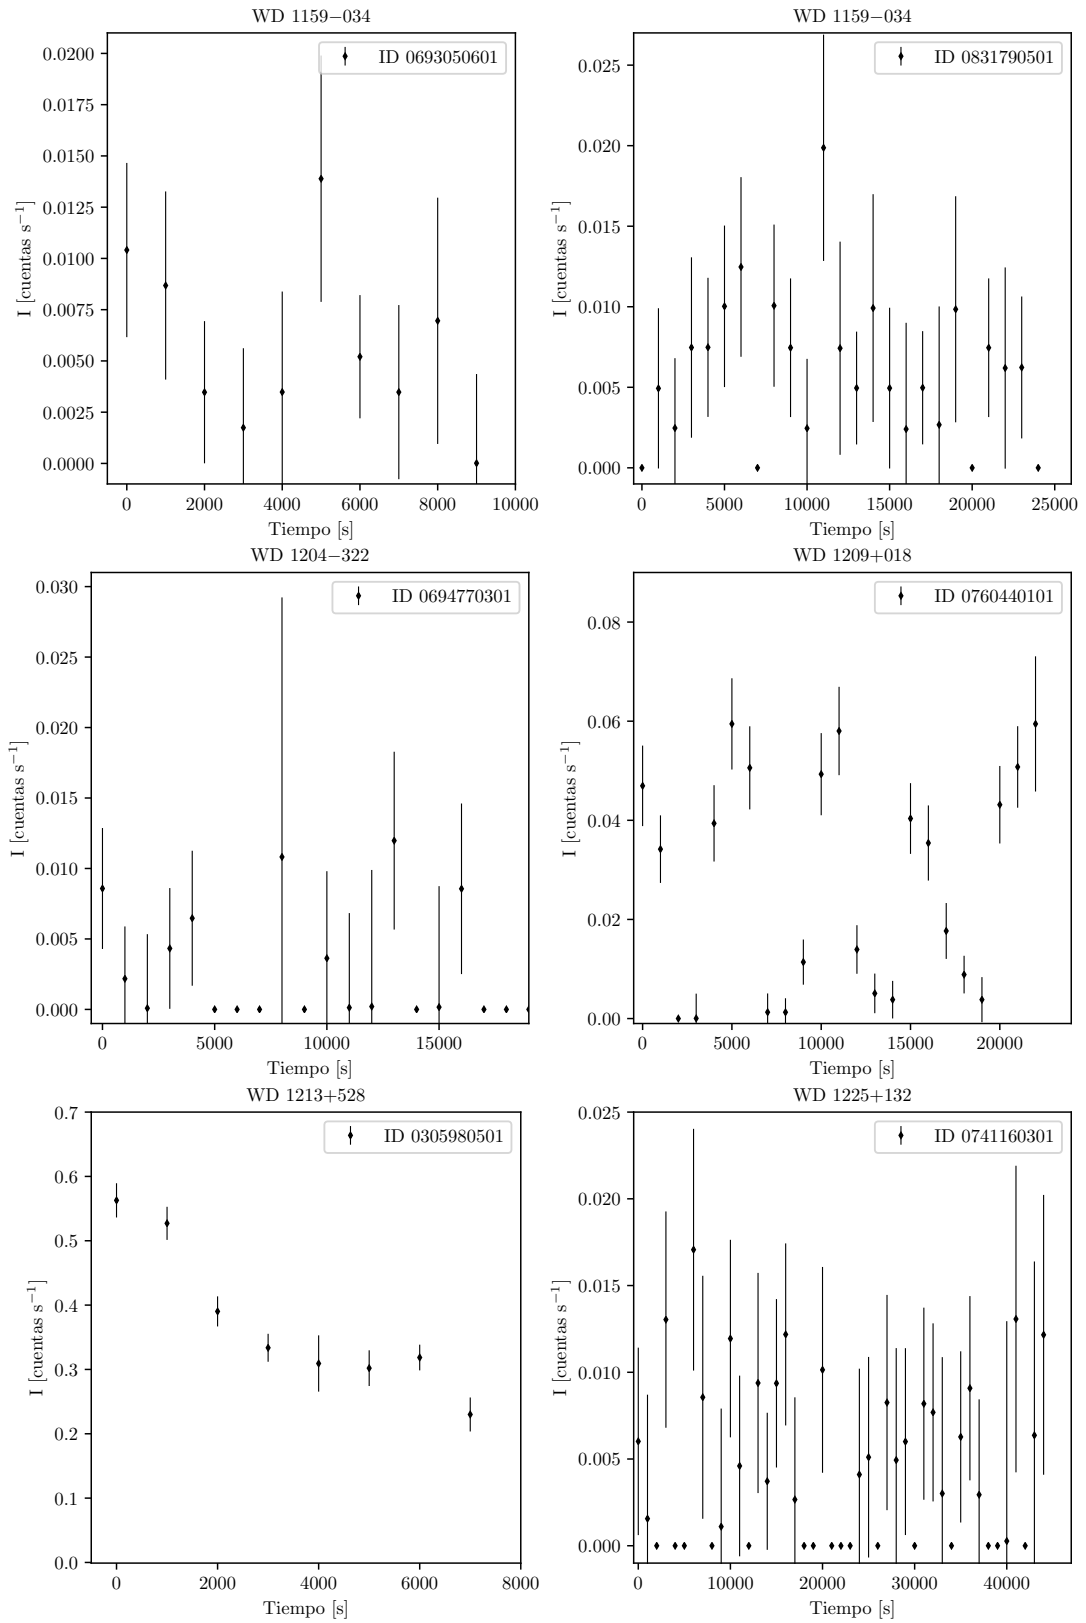 WD 1159−034
ID 0693050601
0.0200
0.0175
0.0150
0.0125
0.0100
0.0075
0.0050
0.0025
0.0000
I [cuentas s⁻¹]
0 2000 4000 6000 8000 10000
Tiempo [s]
WD 1159−034
ID 0831790501
0.025
0.020
0.015
0.010
0.005
0.000
I [cuentas s⁻¹]
0 5000 10000 15000 20000 25000
Tiempo [s]
WD 1204−322
ID 0694770301
0.030
0.025
0.020
0.015
0.010
0.005
0.000
I [cuentas s⁻¹]
0 5000 10000 15000
Tiempo [s]
WD 1209+018
ID 0760440101
0.08
0.06
0.04
0.02
0.00
I [cuentas s⁻¹]
0 5000 10000 15000 20000
Tiempo [s]
WD 1213+528
ID 0305980501
0.7
0.6
0.5
0.4
0.3
0.2
0.1
0.0
I [cuentas s⁻¹]
0 2000 4000 6000 8000
Tiempo [s]
WD 1225+132
ID 0741160301
0.025
0.020
0.015
0.010
0.005
0.000
I [cuentas s⁻¹]
0 10000 20000 30000 40000
Tiempo [s]